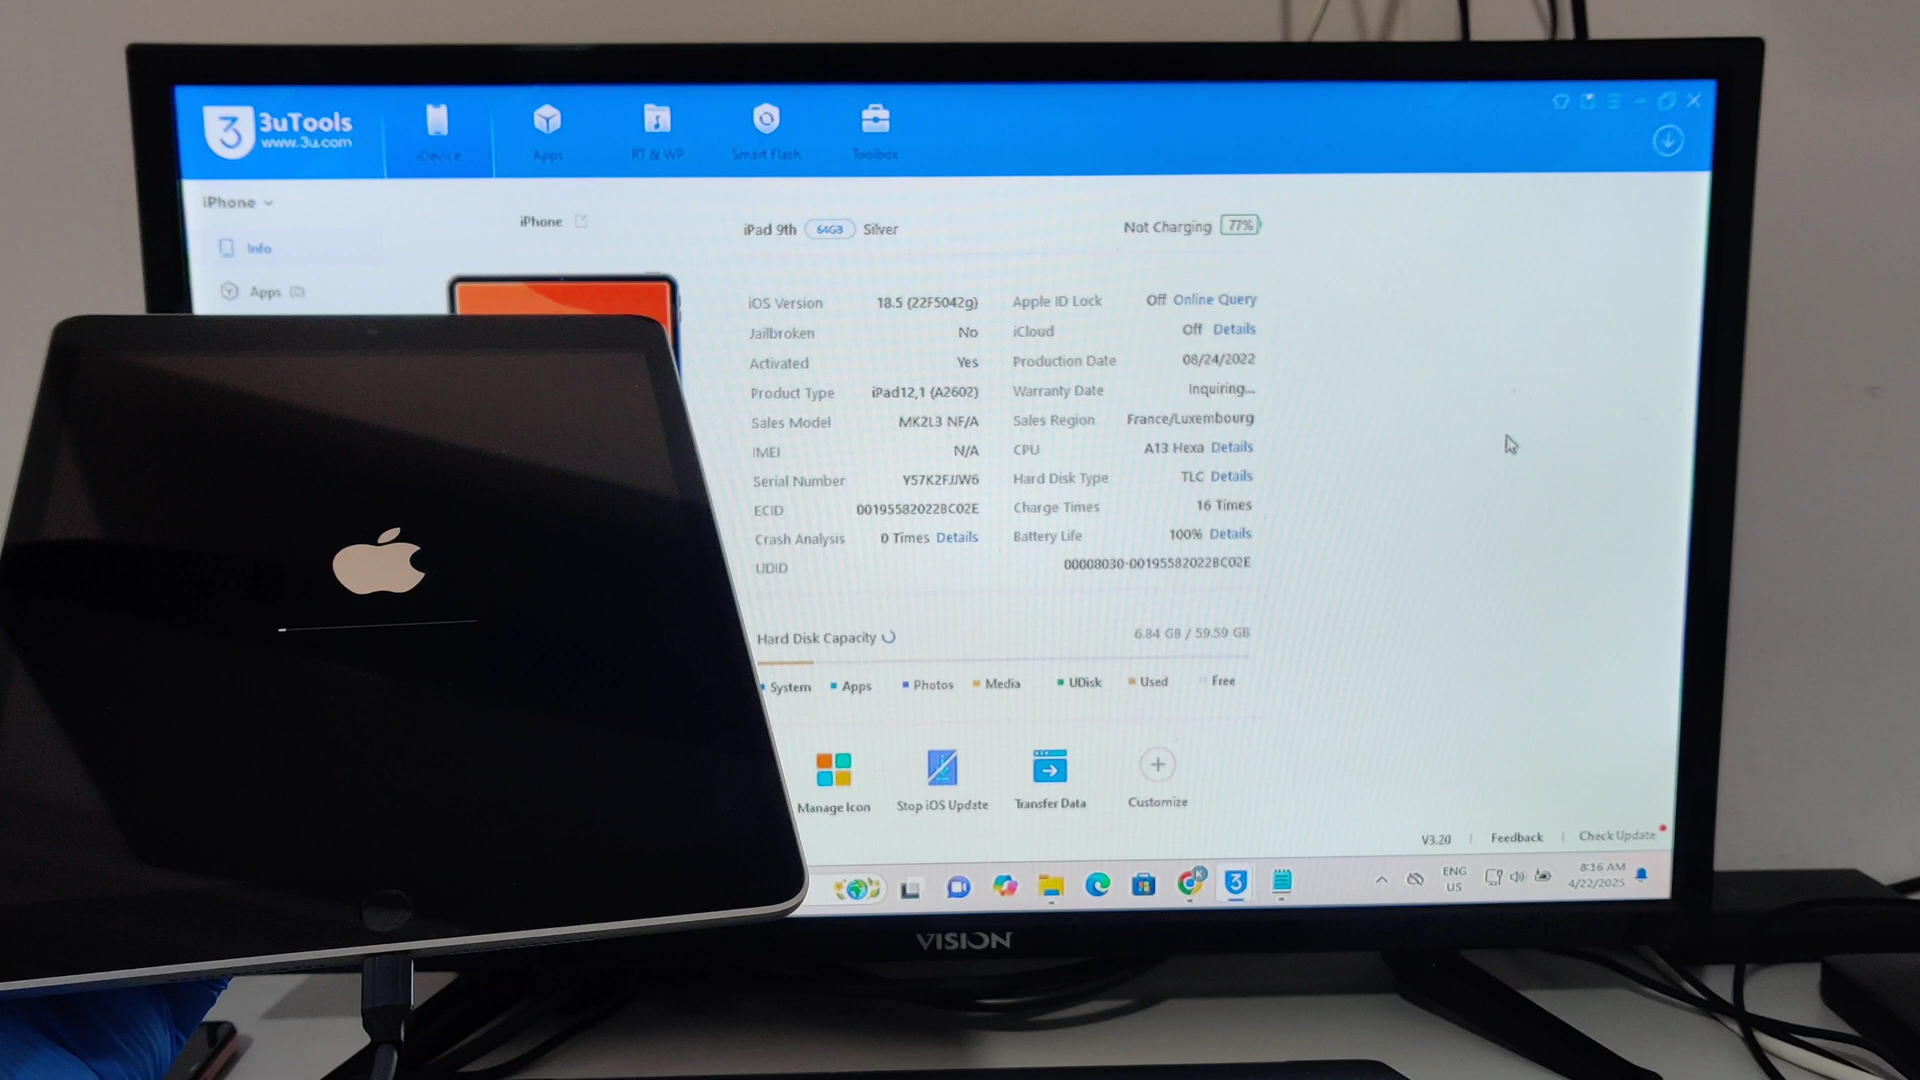 3uTools
www.3u.com
iDevice
Apps
RT & WP
Smart Flash
Toolbox
iPhone
Info
Apps (0)
iPhone
iPad 9th 64GB Silver
Not Charging 77%
iOS Version 18.5 (22F5042g) Apple ID Lock Off Online Query
Jailbroken No iCloud Off Details
Activated Yes Production Date 08/24/2022
Product Type iPad12,1 (A2602) Warranty Date Inquiring...
Sales Model MK2L3 NF/A Sales Region France/Luxembourg
IMEI N/A CPU A13 Hexa Details
Serial Number Y57K2FJJW6 Hard Disk Type TLC Details
ECID 00195582022BC02E Charge Times 16 Times
Crash Analysis 0 Times Details Battery Life 100% Details
UDID 00008030-00195582022BC02E
Hard Disk Capacity 6.84 GB / 59.59 GB
System Apps Photos Media UDisk Used Free
Manage Icon Stop iOS Update Transfer Data Customize
V3.20 | Feedback | Check Update
ENG
US
8:16 AM
4/22/2025
VISION